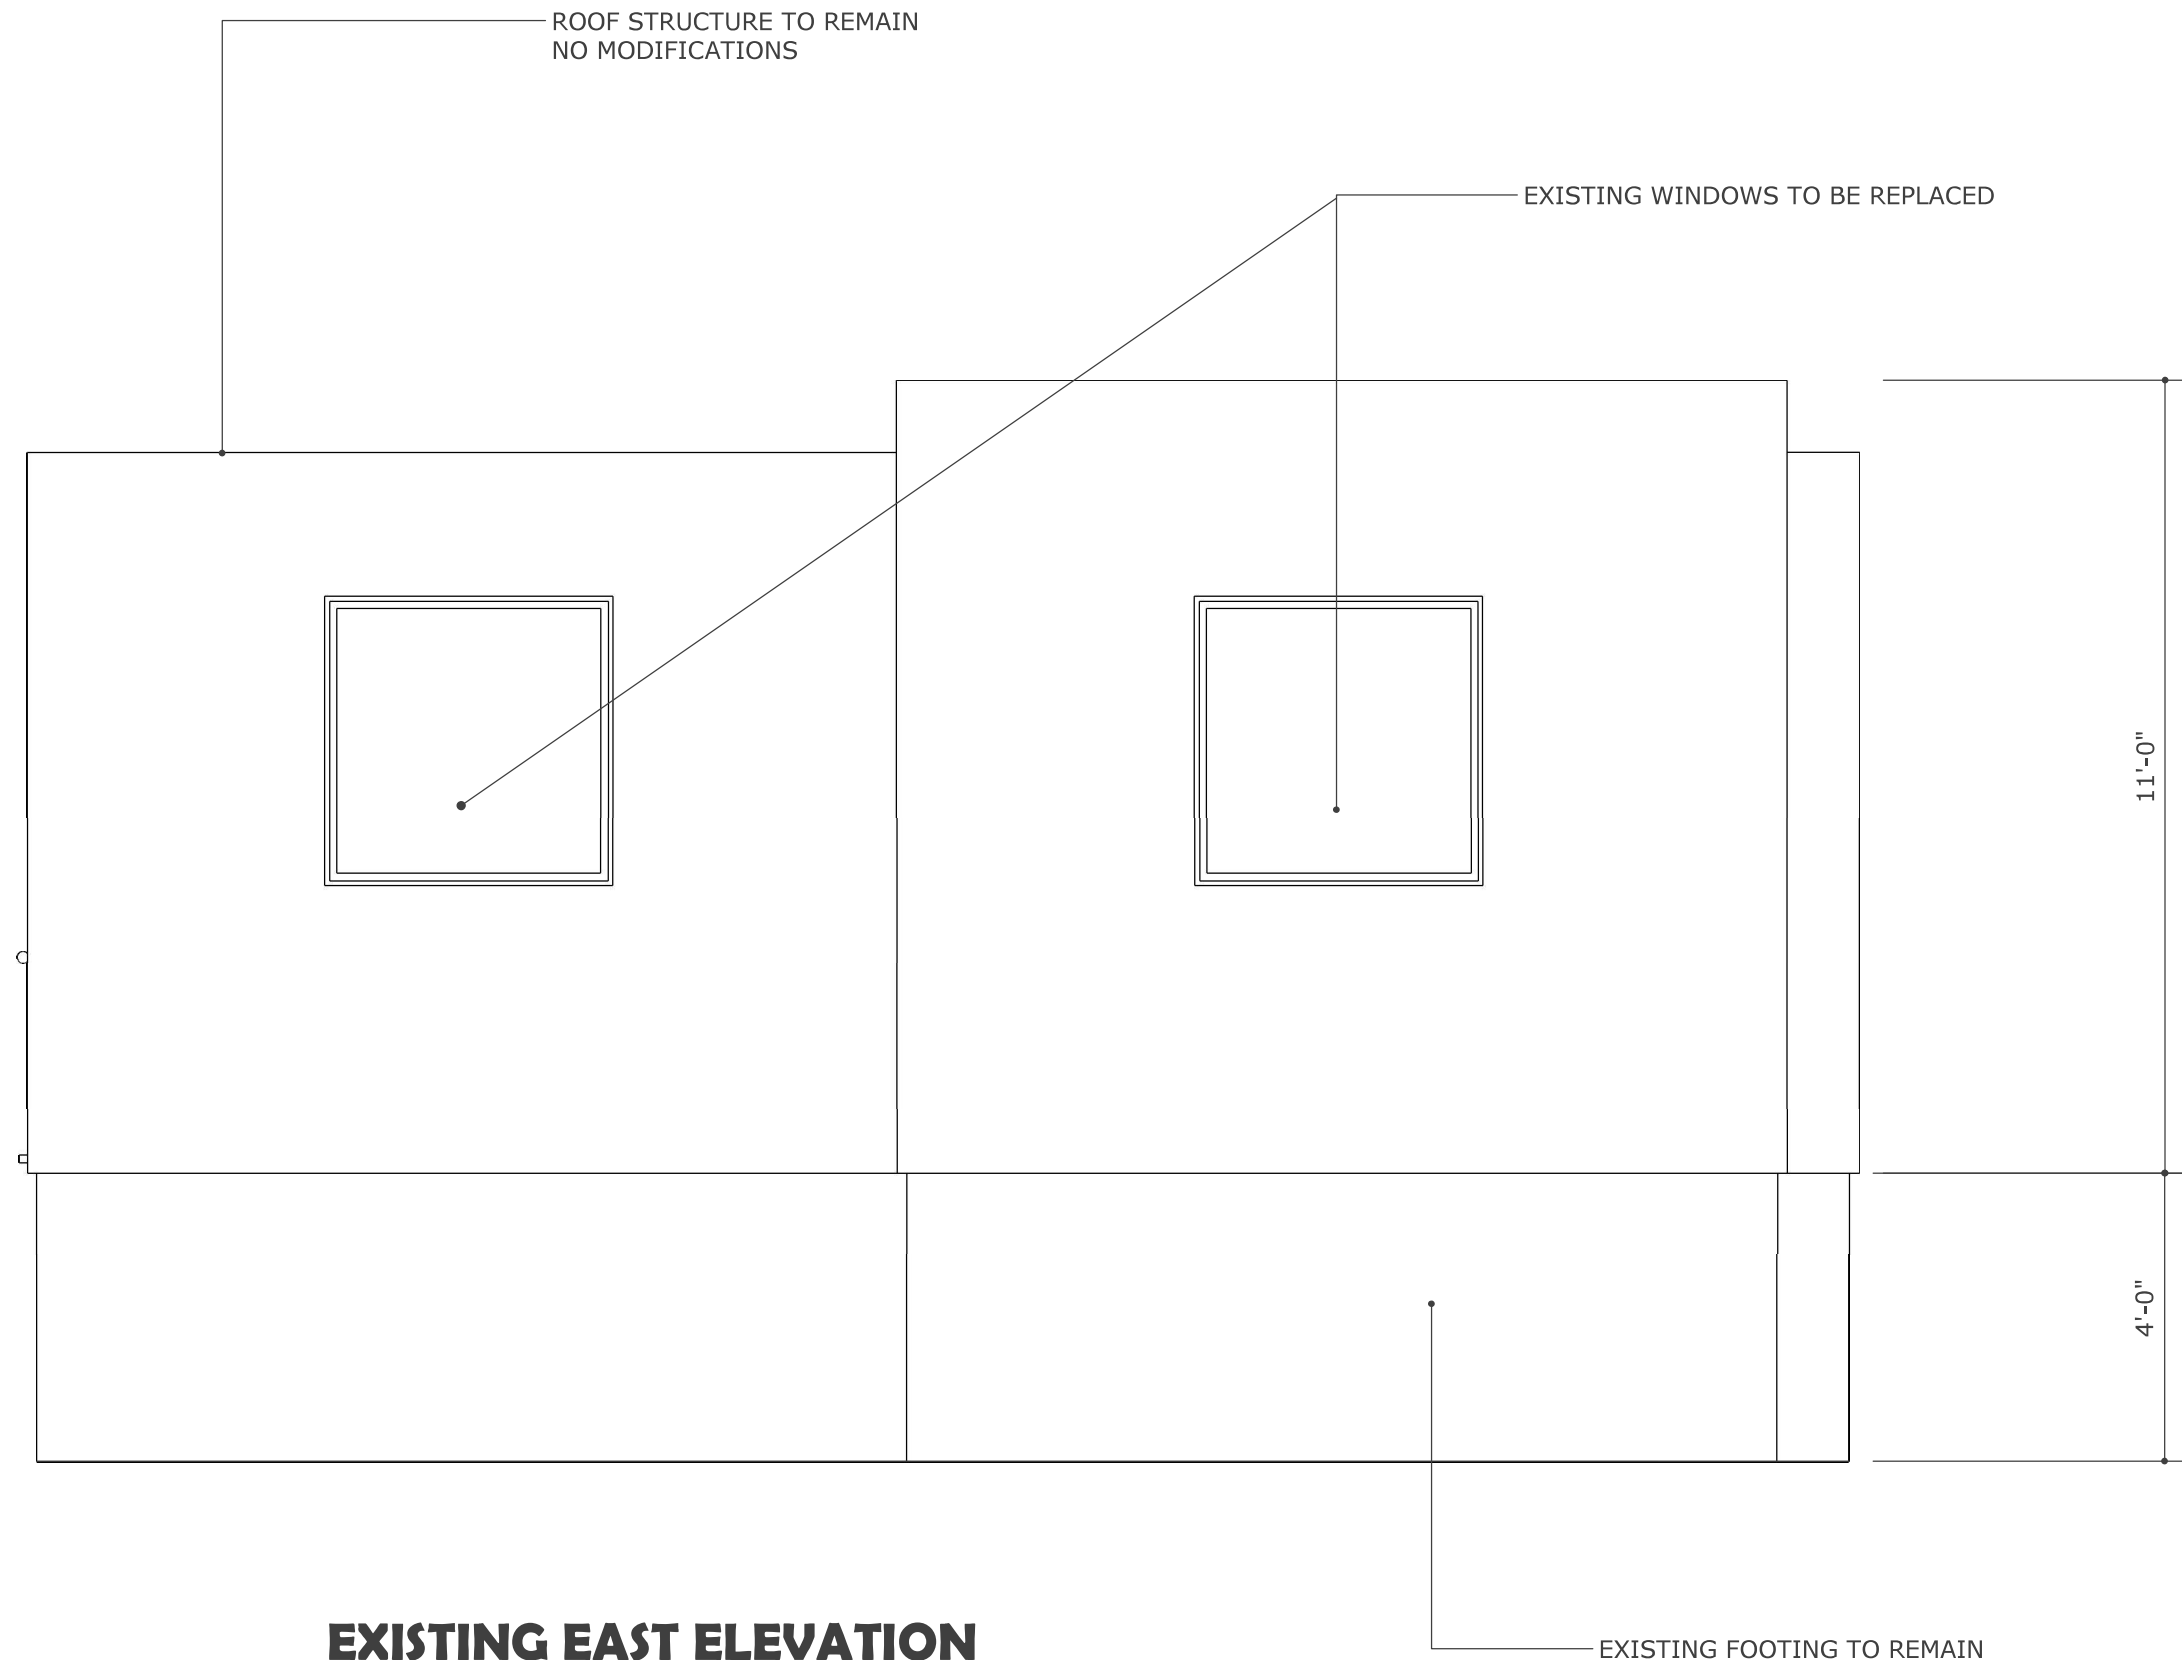 ROOF STRUCTURE TO REMAIN
NO MODIFICATIONS
EXISTING WINDOWS TO BE REPLACED
11'-0"
4'-0"
EXISTING EAST ELEVATION
EXISTING FOOTING TO REMAIN